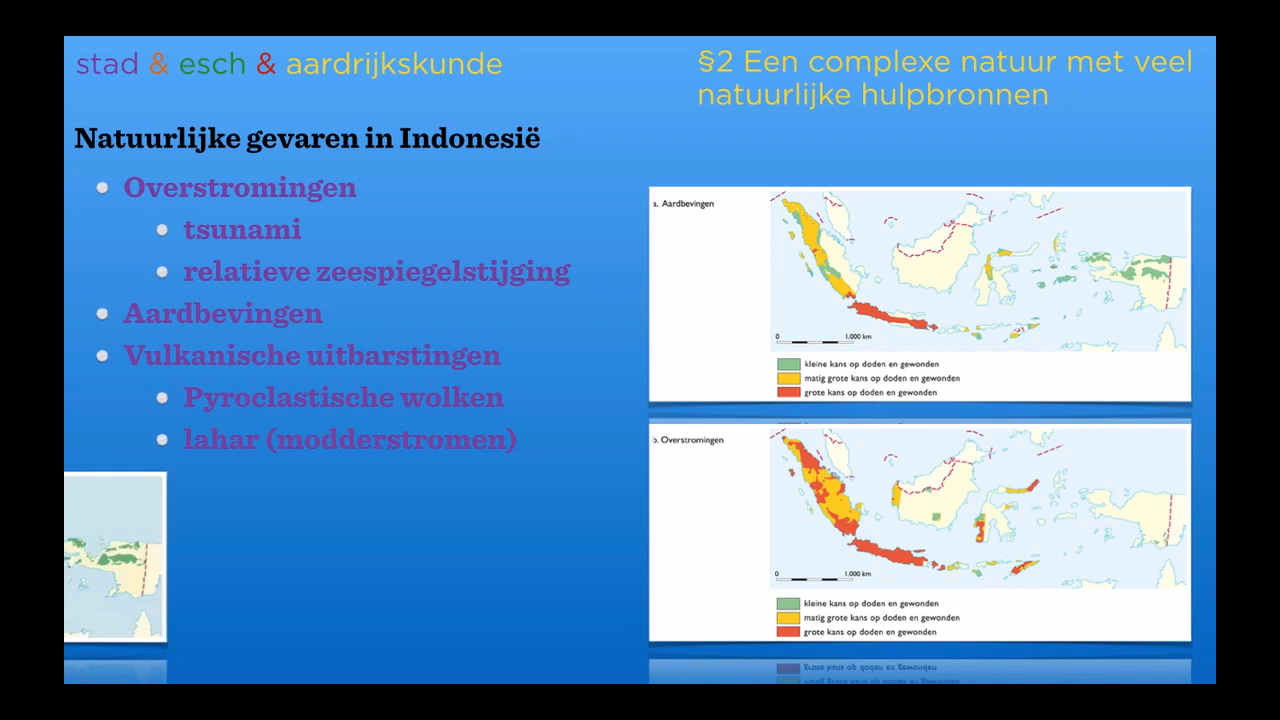 stad & esch & aardrijkskunde
§2 Een complexe natuur met veel
natuurlijke hulpbronnen
Natuurlijke gevaren in Indonesië
Overstromingen
tsunami
relatieve zeespiegelstijging
Aardbevingen
Vulkanische uitbarstingen
Pyroclastische wolken
lahar (modderstromen)
a. Aardbevingen
0 1.000 km
kleine kans op doden en gewonden
matig grote kans op doden en gewonden
grote kans op doden en gewonden
b. Overstromingen
0 1.000 km
kleine kans op doden en gewonden
matig grote kans op doden en gewonden
grote kans op doden en gewonden